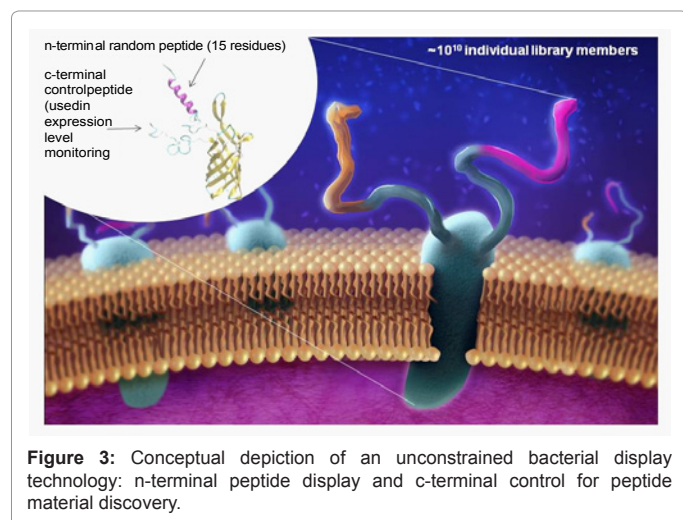 n-terminal random peptide (15 residues)
c-terminal
controlpeptide
(usedin
expression
level
monitoring
~10¹⁰ individual library members
Figure 3: Conceptual depiction of an unconstrained bacterial display
technology: n-terminal peptide display and c-terminal control for peptide
material discovery.